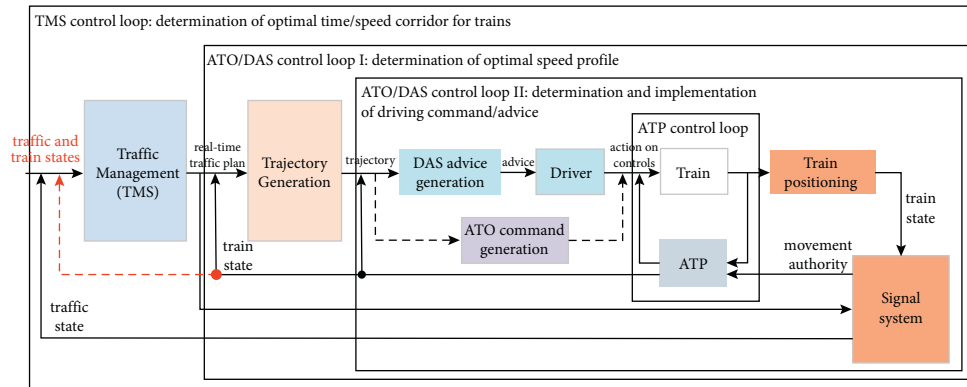 TMS control loop: determination of optimal time/speed corridor for trains
ATO/DAS control loop I: determination of optimal speed profile
ATO/DAS control loop II: determination and implementation
of driving command/advice
ATP control loop
traffic and
train states
Traffic
Management
(TMS)
real-time
traffic plan
Trajectory
Generation
trajectory
DAS advice
generation
advice
Driver
action on
controls
Train
Train
positioning
train
state
ATO command
generation
ATP
movement
authority
Signal
system
train
state
traffic
state